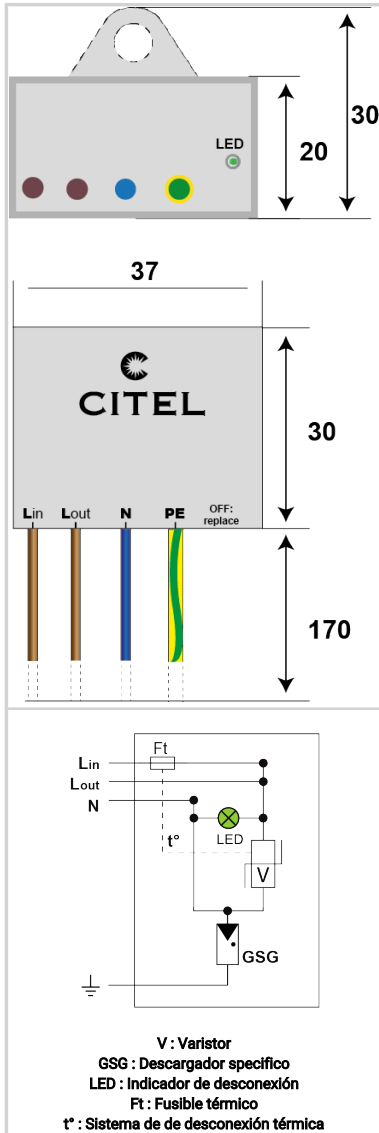 30
LED
20
37
CITEL
30
Lin Lout N PE OFF:
replace
170
Ft
Lin
Lout
N
LED
t°
V
GSG
V : Varistor
GSG : Descargador specifico
LED : Indicador de desconexión
Ft : Fusible térmico
t° : Sistema de de desconexión térmica